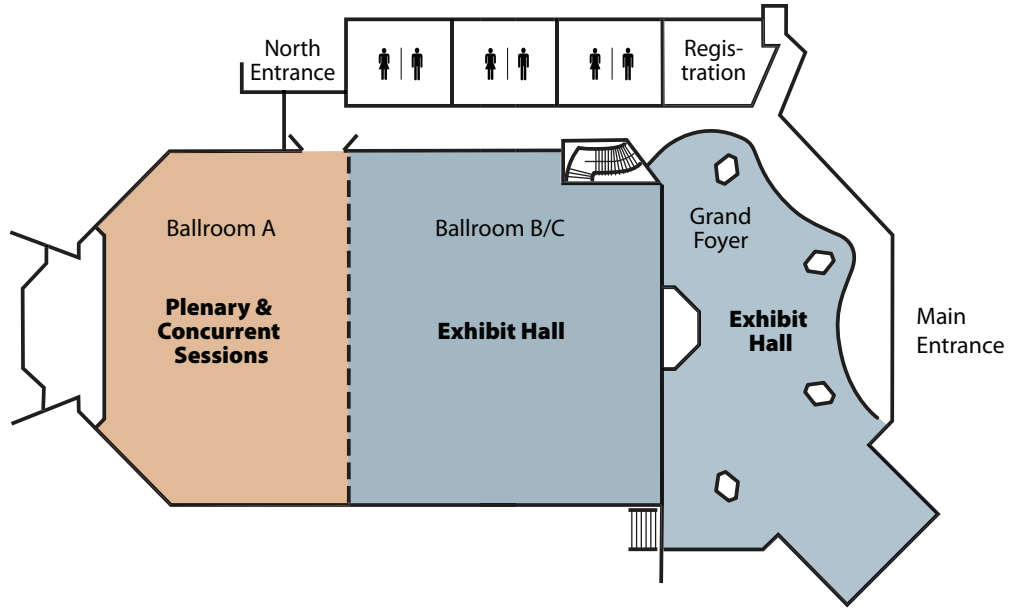 North
Entrance
Regis-
tration
Ballroom A
Plenary &
Concurrent
Sessions
Ballroom B/C
Exhibit Hall
Grand
Foyer
Exhibit
Hall
Main
Entrance